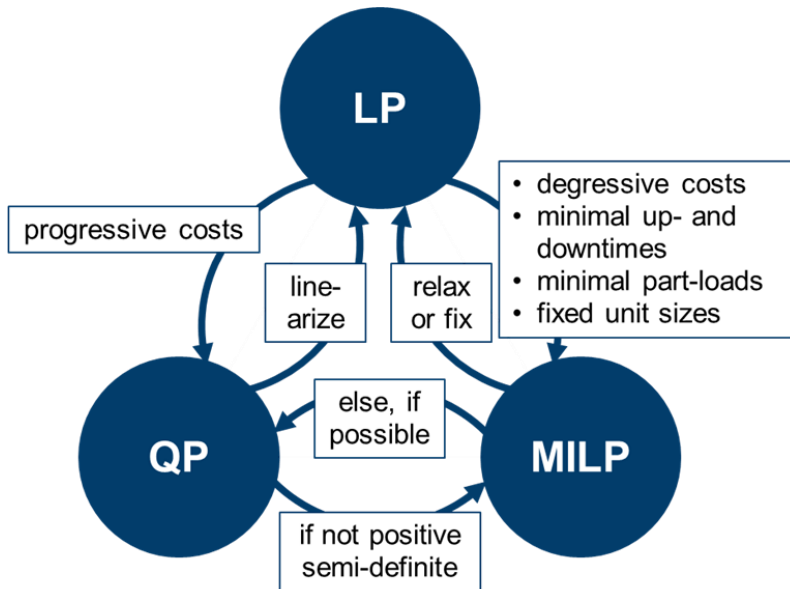 LP
progressive costs
• degressive costs
• minimal up- and
downtimes
• minimal part-loads
• fixed unit sizes
line-
arize
relax
or fix
else, if
possible
QP
MILP
if not positive
semi-definite